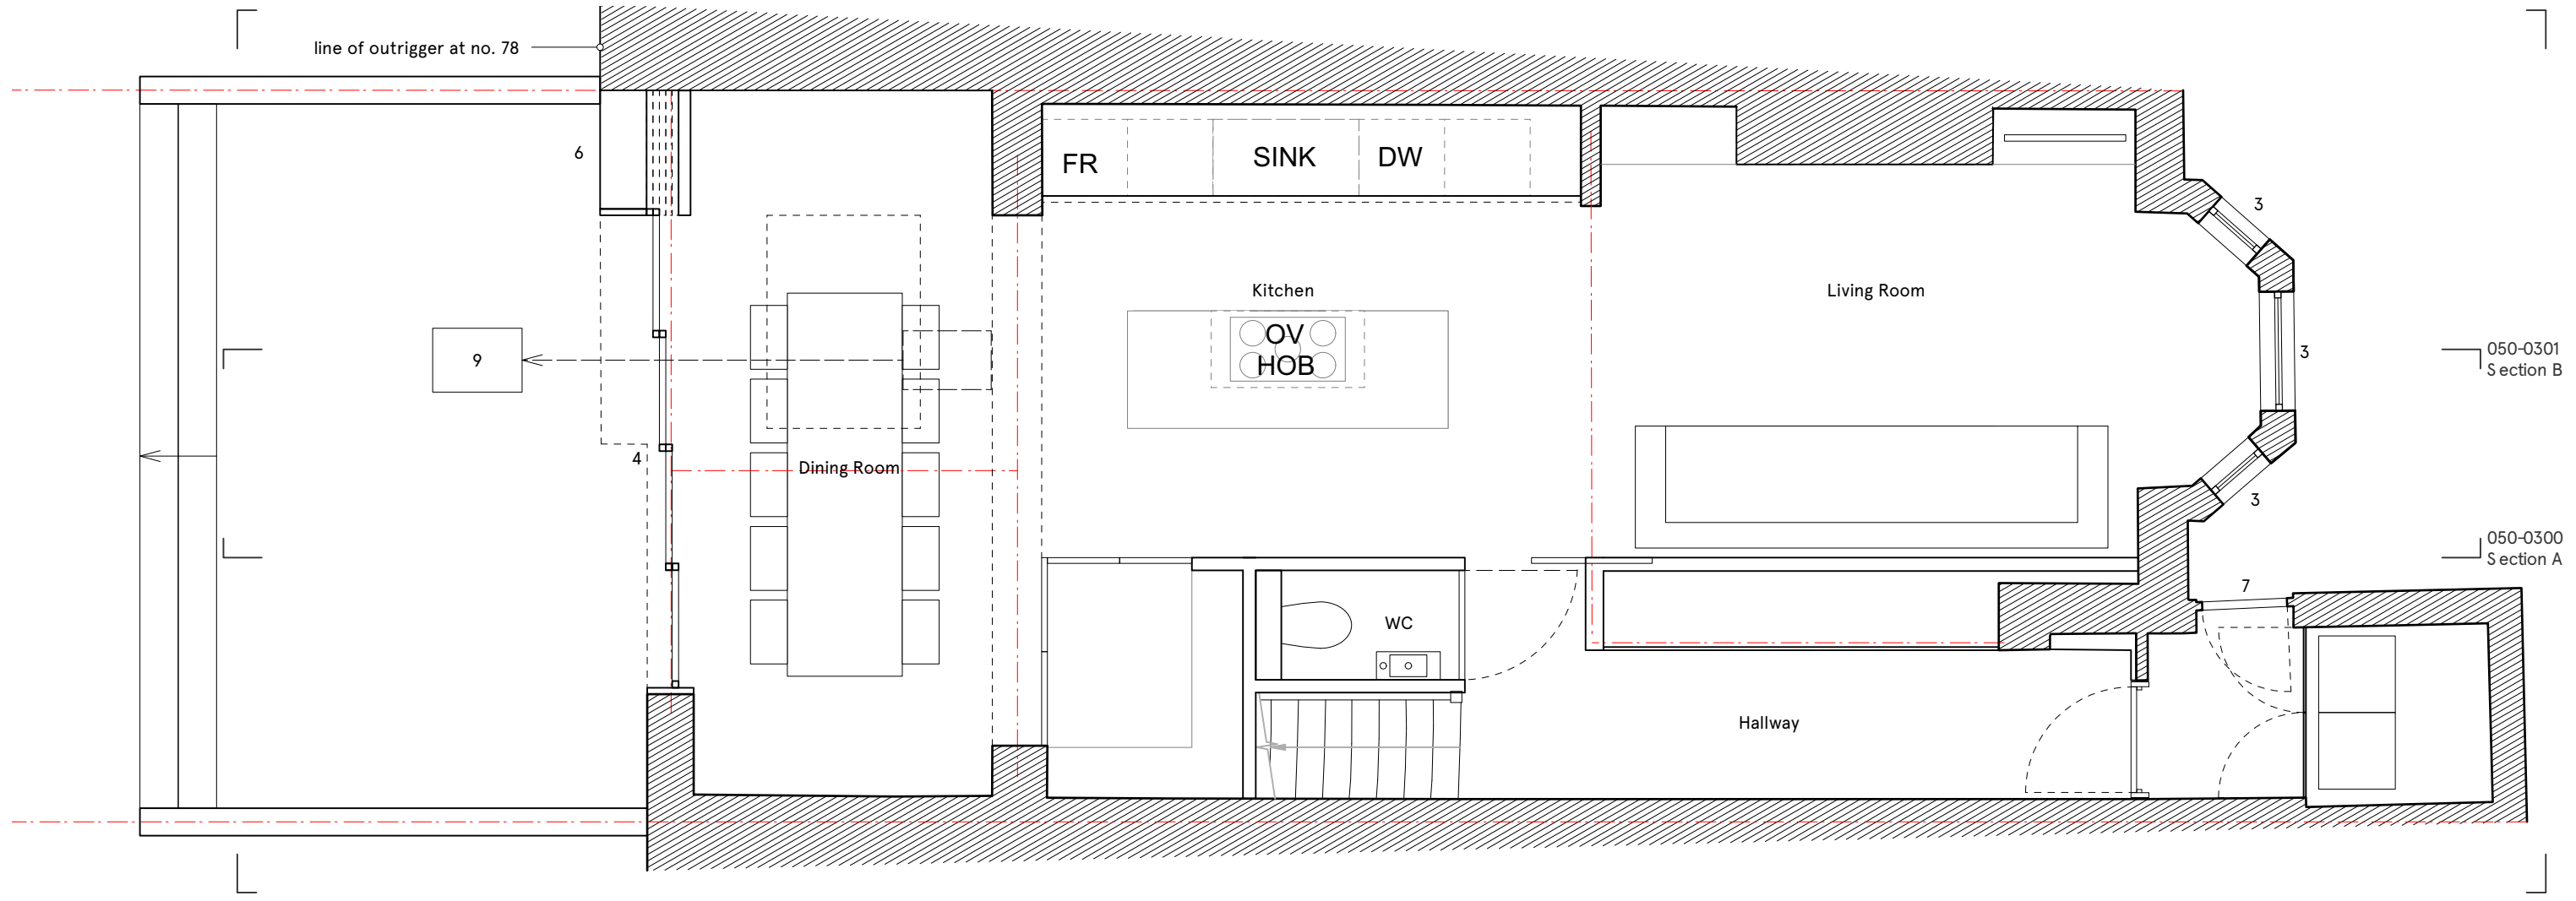 line of outrigger at no. 78
6
FR
SINK
DW
3
Kitchen
Living Room
OV
HOB
9
3
050-0301
Section B
4
Dining Room
3
050-0300
Section A
7
WC
Hallway